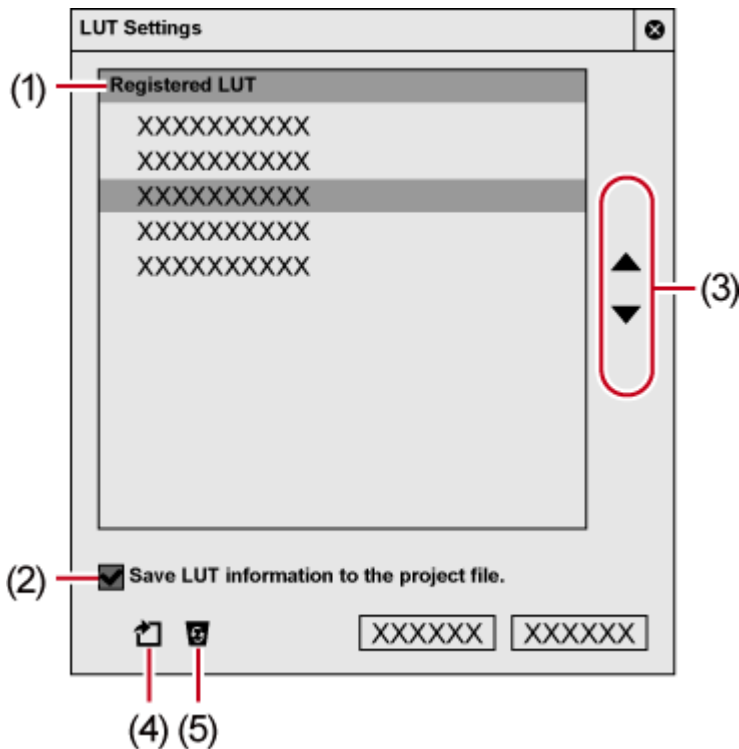 LUT Settings
(1)
Registered LUT
XXXXXXXXXX
XXXXXXXXXX
XXXXXXXXXX
XXXXXXXXXX
XXXXXXXXXX
(3)
(2)
Save LUT information to the project file.
XXXXXX XXXXXX
(4) (5)